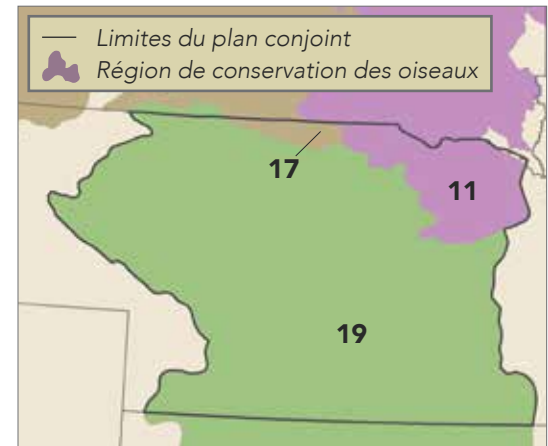 Limites du plan conjoint
Région de conservation des oiseaux
17
11
19